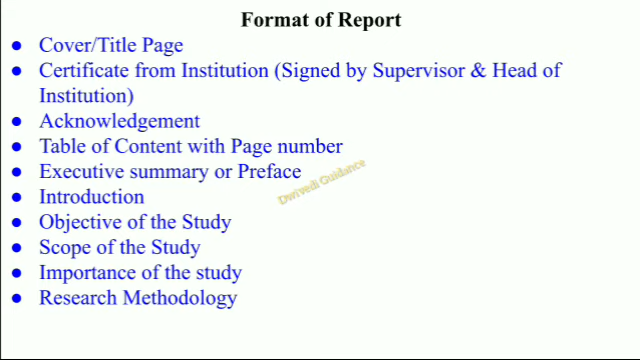 Format of Report
● Cover/Title Page
● Certificate from Institution (Signed by Supervisor & Head of
Institution)
● Acknowledgement
● Table of Content with Page number
● Executive summary or Preface
● Introduction
● Objective of the Study
● Scope of the Study
● Importance of the study
● Research Methodology
Dwivedi Guidance